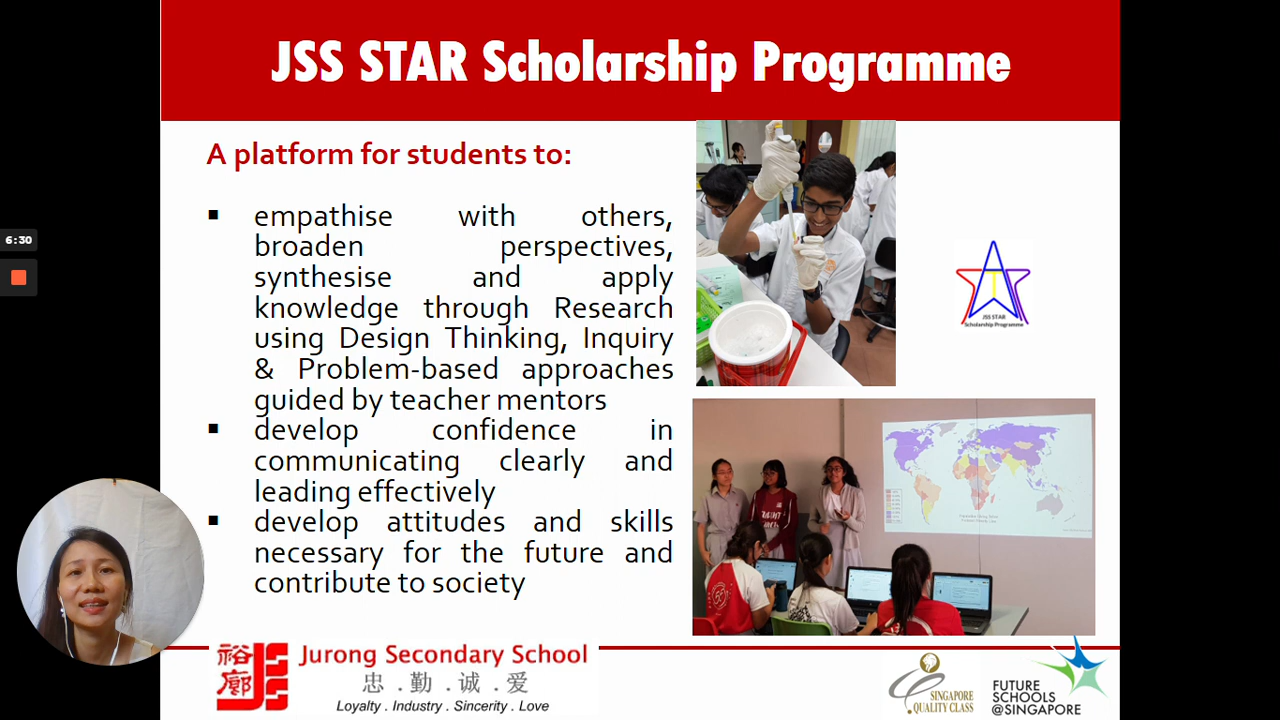 JSS STAR Scholarship Programme
A platform for students to:
▪ empathise with others,
broaden perspectives,
synthesise and apply
knowledge through Research
using Design Thinking, Inquiry
& Problem-based approaches
guided by teacher mentors
▪ develop confidence in
communicating clearly and
leading effectively
▪ develop attitudes and skills
necessary for the future and
contribute to society
6:30
JSS STAR
Scholarship Programme
裕廊
Jurong Secondary School
忠 . 勤 . 诚 . 爱
Loyalty . Industry . Sincerity . Love
SINGAPORE
QUALITY CLASS
FUTURE
SCHOOLS
@SINGAPORE